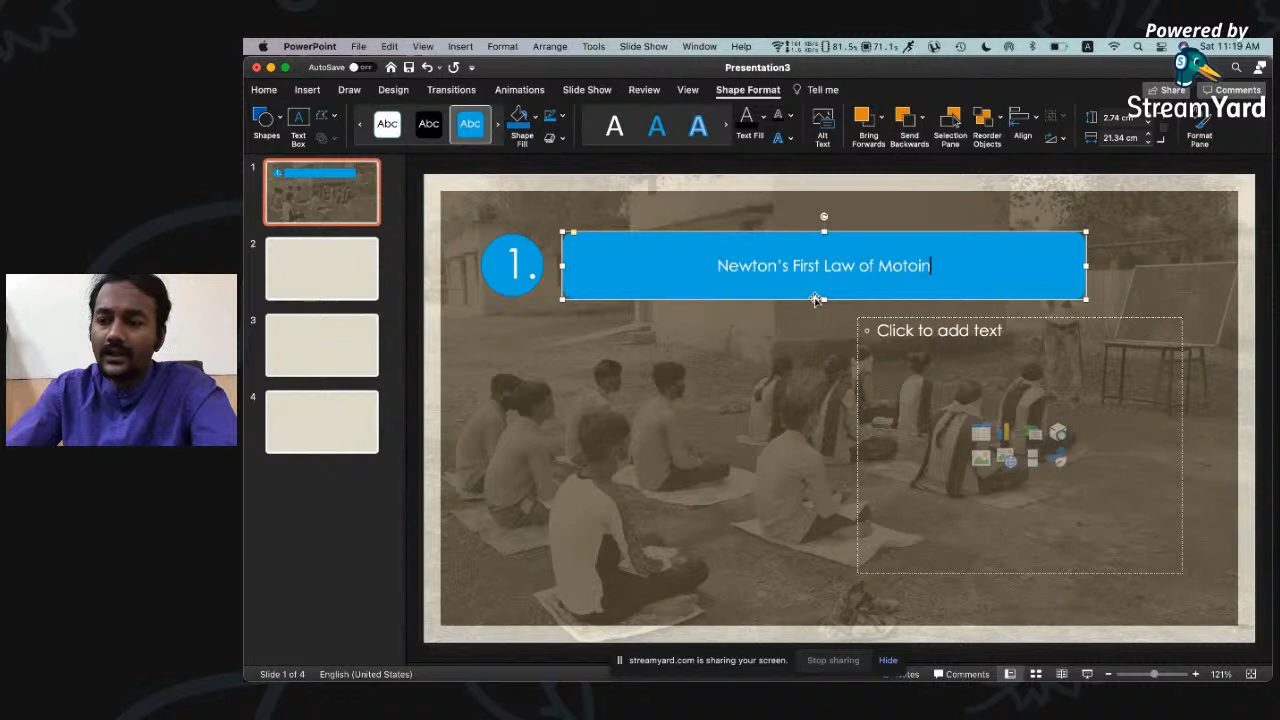 Powered by
StreamYard
PowerPoint File Edit View Insert Format Arrange Tools Slide Show Window Help 81.5s 71.1s A Sat 11:19 AM
AutoSave OFF
Presentation3
Home Insert Draw Design Transitions Animations Slide Show Review View Shape Format Tell me Share Comments
Shapes
Text Box
Abc Abc Abc
Shape Fill
A A A
Text Fill
Alt Text
Bring Forwards
Send Backwards
Selection Pane
Reorder Objects
Align
2.74 cm
21.34 cm
Format Pane
1
2
3
4
1.
Newton's First Law of Motoin
Click to add text
streamyard.com is sharing your screen. Stop sharing Hide
Slide 1 of 4 English (United States) Comments 121%